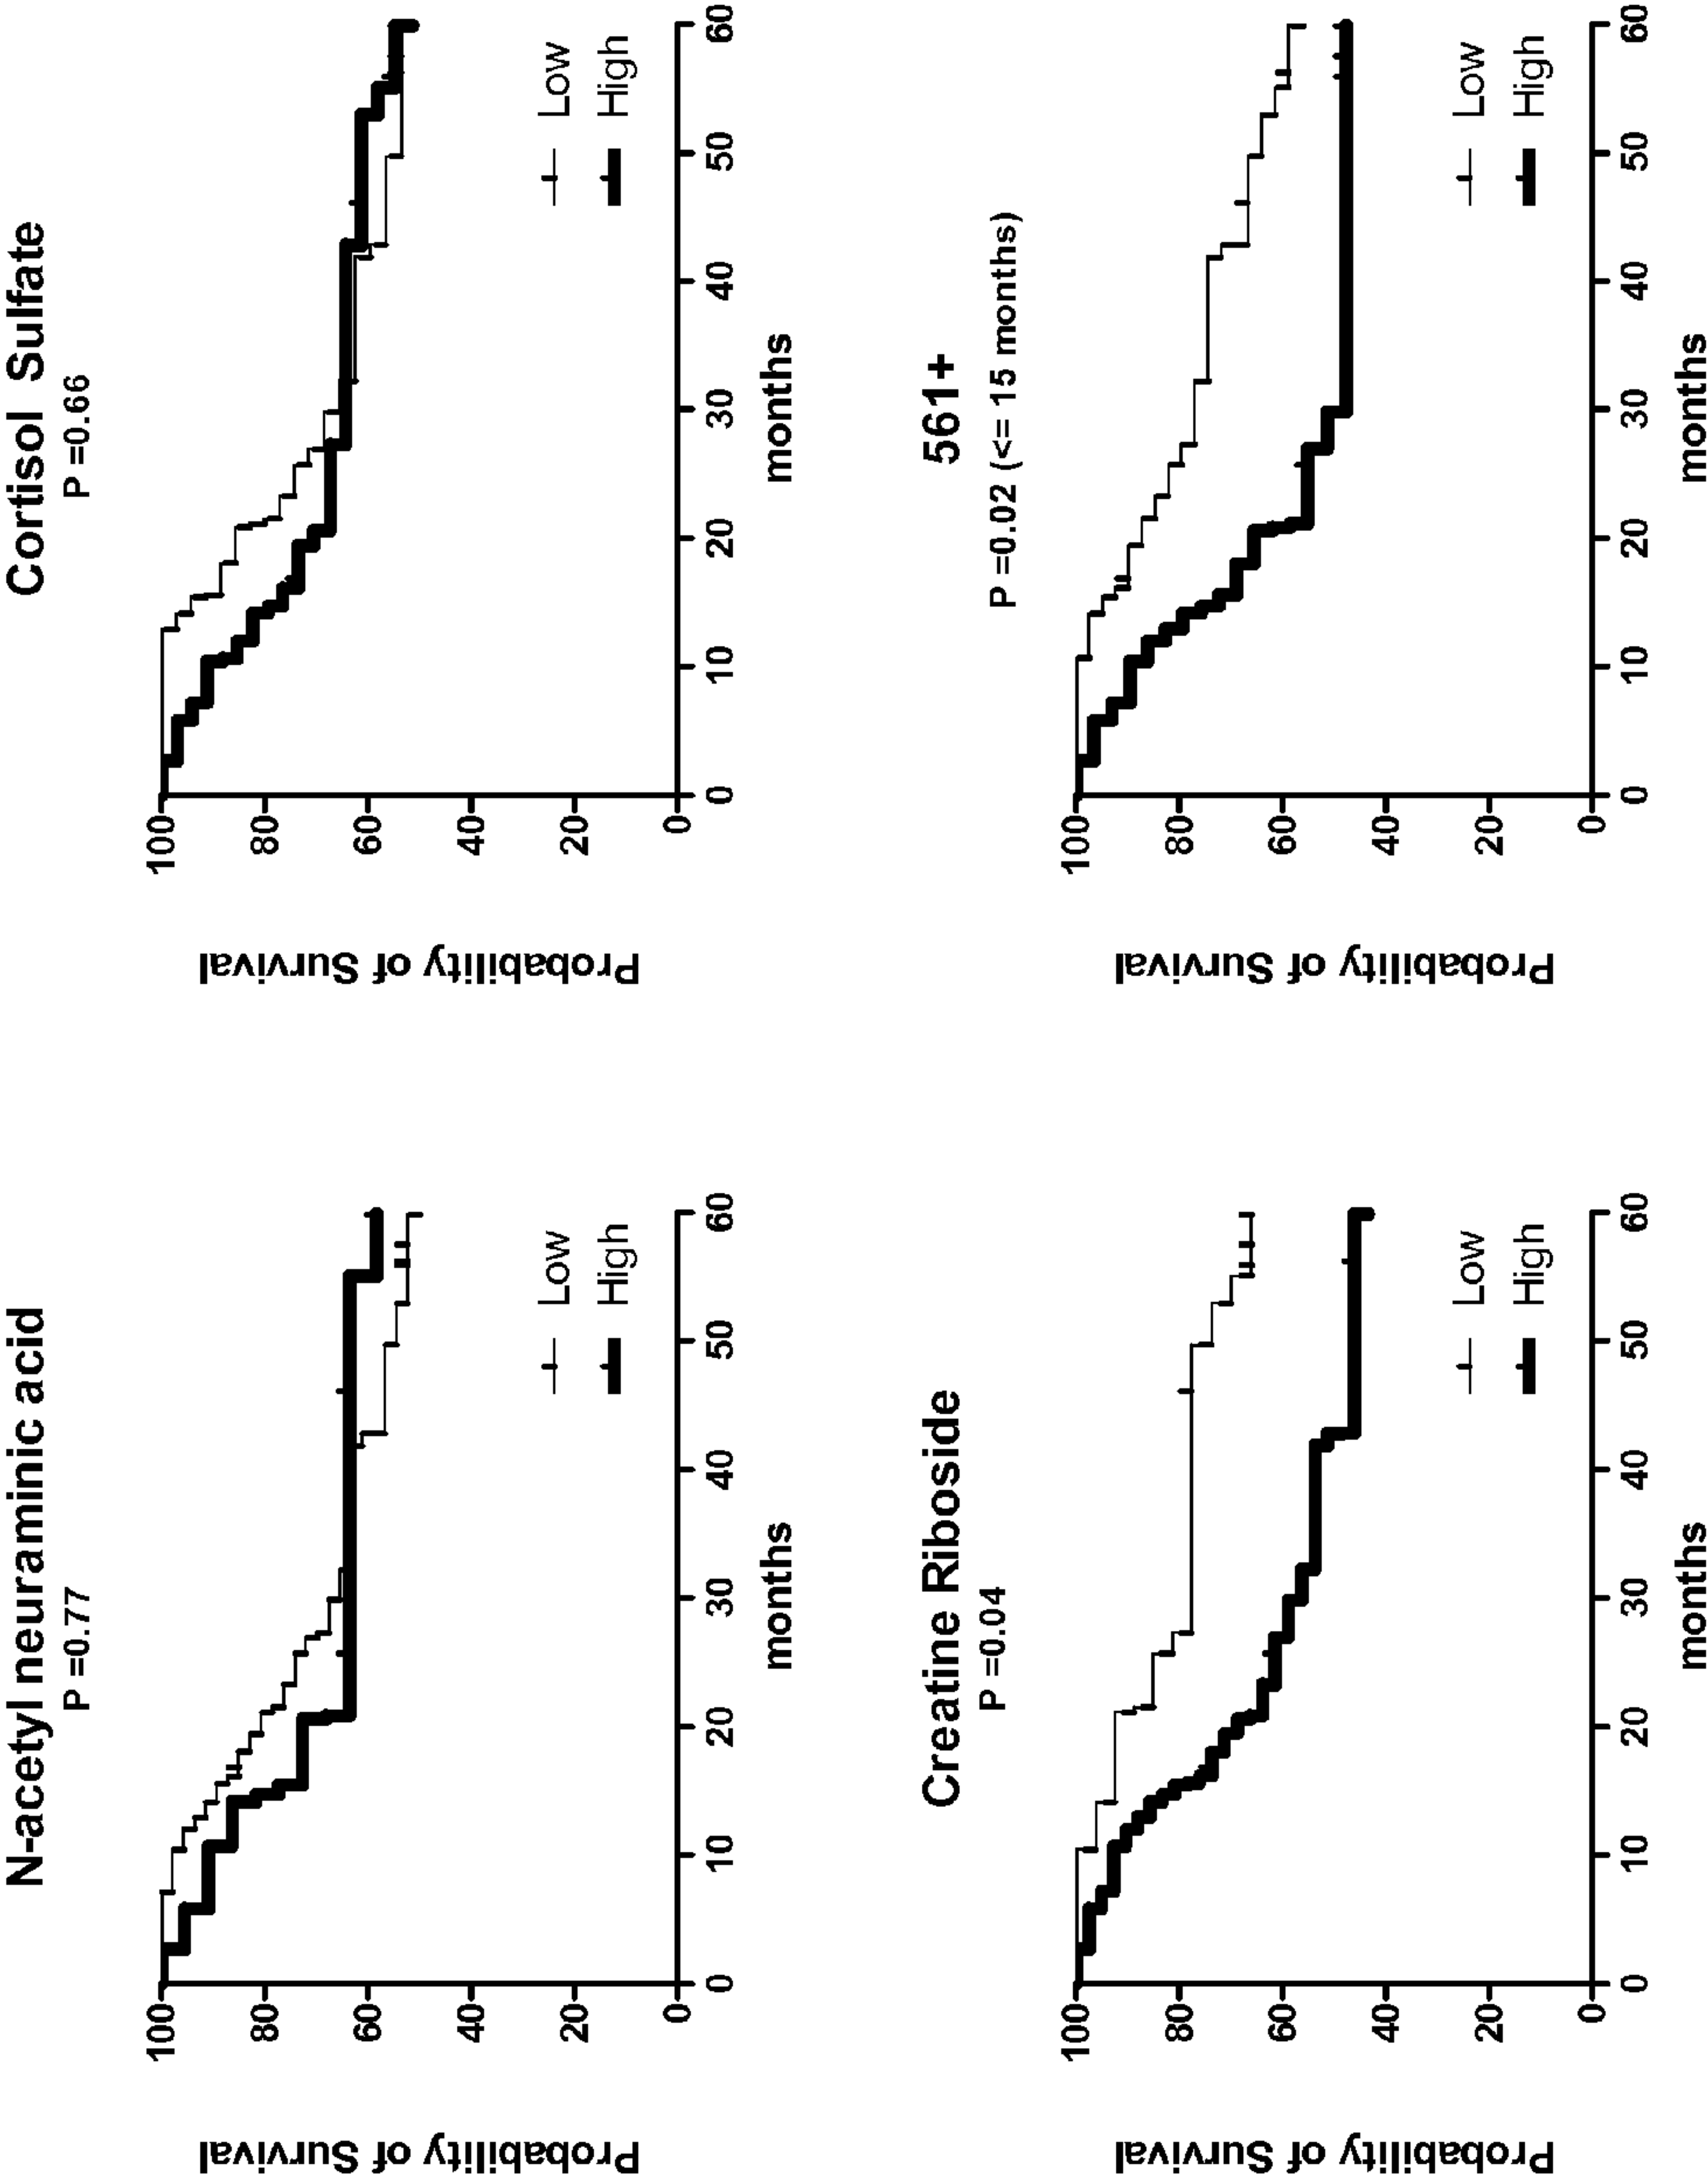 N-acetyl neuraminic acid
P =0.77
Probability of Survival
100
80
60
40
20
0
0 10 20 30 40 50 60
months
Low
High
Cortisol Sulfate
P =0.66
Probability of Survival
100
80
60
40
20
0
0 10 20 30 40 50 60
months
Low
High
Creatine Riboside
P =0.04
Probability of Survival
100
80
60
40
20
0
0 10 20 30 40 50 60
months
Low
High
561+
P =0.02 (<= 15 months)
Probability of Survival
100
80
60
40
20
0
0 10 20 30 40 50 60
months
Low
High